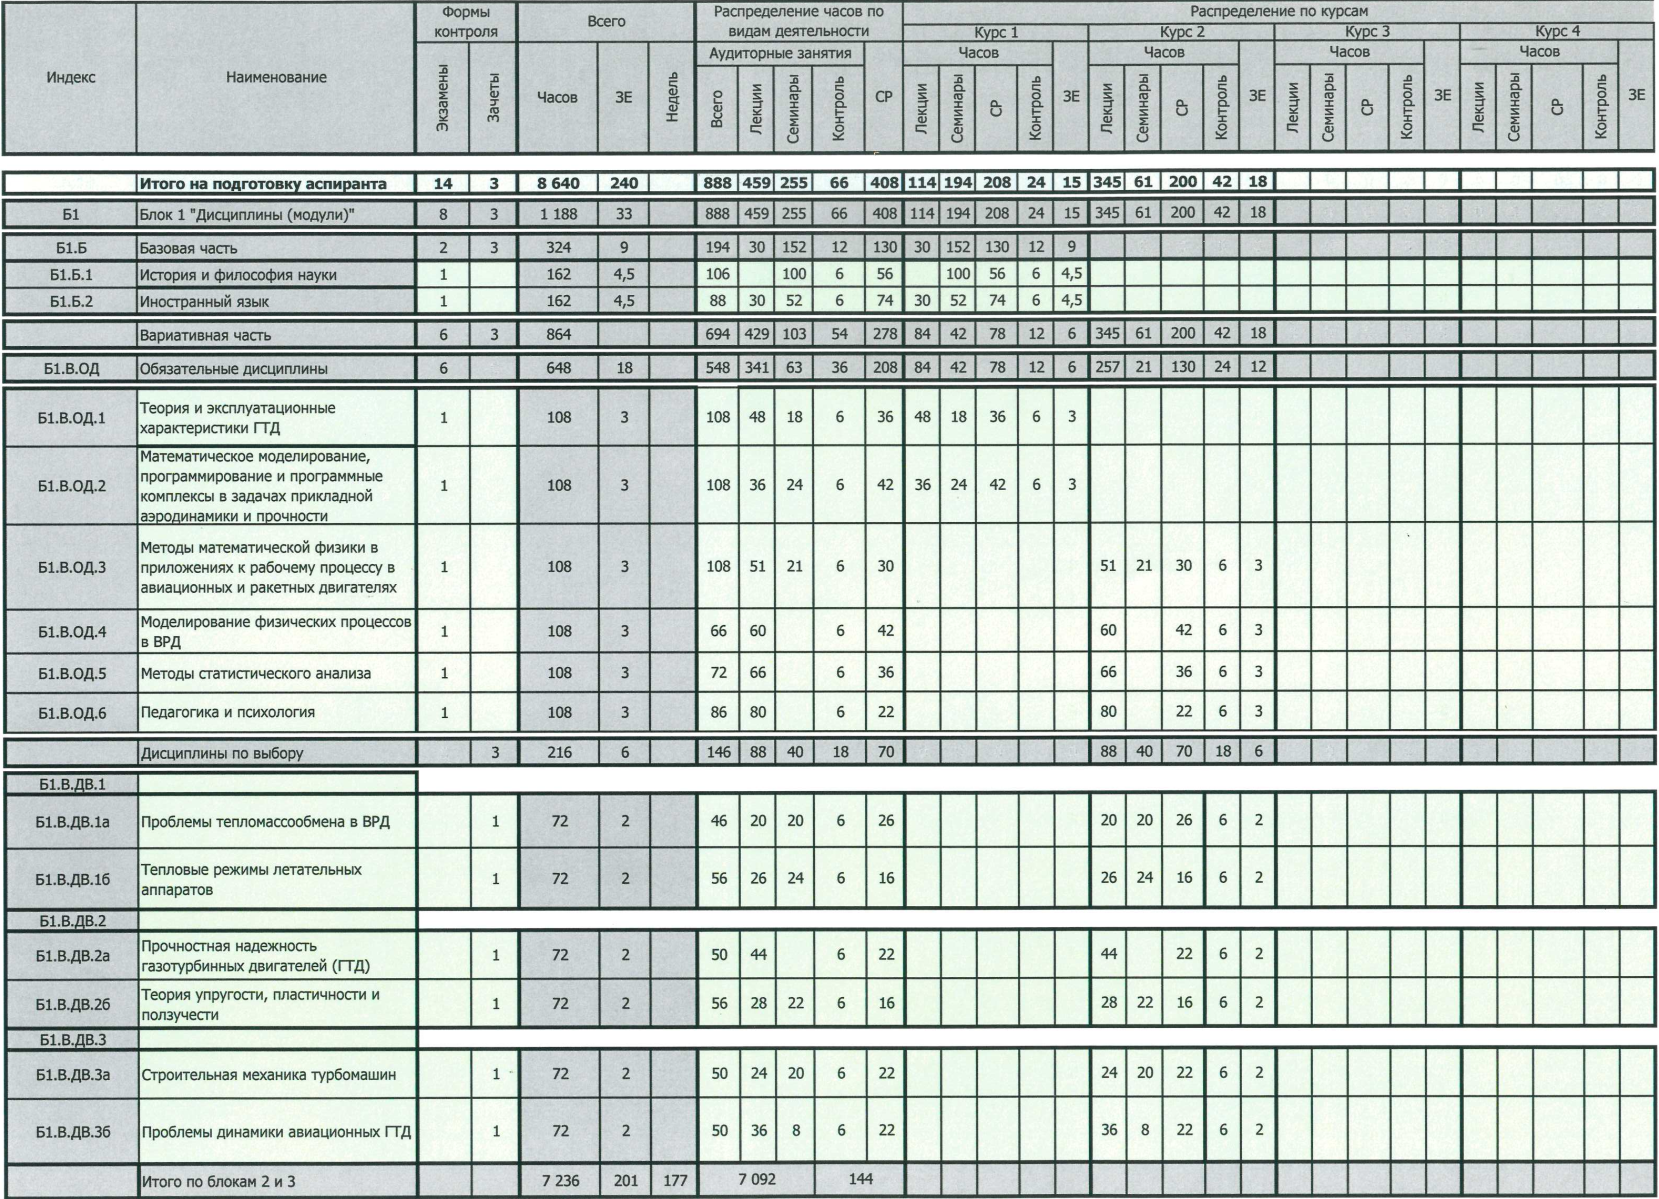 Индекс Наименование Формы контроля Всего Распределение часов по видам деятельности Распределение по курсам
Курс 1 Курс 2 Курс 3 Курс 4
Аудиторные занятия Часов Часов Часов Часов
Экзамены Зачеты Часов ЗЕ Недель Всего Лекции Семинары Контроль СР Лекции Семинары СР Контроль ЗЕ Лекции Семинары СР Контроль ЗЕ Лекции Семинары СР Контроль ЗЕ Лекции Семинары СР Контроль ЗЕ
Итого на подготовку аспиранта 14 3 8 640 240 888 459 255 66 408 114 194 208 24 15 345 61 200 42 18
Б1 Блок 1 "Дисциплины (модули)" 8 3 1 188 33 888 459 255 66 408 114 194 208 24 15 345 61 200 42 18
Б1.Б Базовая часть 2 3 324 9 194 30 152 12 130 30 152 130 12 9
Б1.Б.1 История и философия науки 1 162 4,5 106 100 6 56 100 56 6 4,5
Б1.Б.2 Иностранный язык 1 162 4,5 88 30 52 6 74 30 52 74 6 4,5
Вариативная часть 6 3 864 694 429 103 54 278 84 42 78 12 6 345 61 200 42 18
Б1.В.ОД Обязательные дисциплины 6 648 18 548 341 63 36 208 84 42 78 12 6 257 21 130 24 12
Б1.В.ОД.1 Теория и эксплуатационные
характеристики ГТД 1 108 3 108 48 18 6 36 48 18 36 6 3
Б1.В.ОД.2 Математическое моделирование,
программирование и программные
комплексы в задачах прикладной
аэродинамики и прочности 1 108 3 108 36 24 6 42 36 24 42 6 3
Б1.В.ОД.3 Методы математической физики в
приложениях к рабочему процессу в
авиационных и ракетных двигателях 1 108 3 108 51 21 6 30 51 21 30 6 3
Б1.В.ОД.4 Моделирование физических процессов
в ВРД 1 108 3 66 60 6 42 60 42 6 3
Б1.В.ОД.5 Методы статистического анализа 1 108 3 72 66 6 36 66 36 6 3
Б1.В.ОД.6 Педагогика и психология 1 108 3 86 80 6 22 80 22 6 3
Дисциплины по выбору 3 216 6 146 88 40 18 70 88 40 70 18 6
Б1.В.ДВ.1
Б1.В.ДВ.1а Проблемы тепломассообмена в ВРД 1 72 2 46 20 20 6 26 20 20 26 6 2
Б1.В.ДВ.1б Тепловые режимы летательных
аппаратов 1 72 2 56 26 24 6 16 26 24 16 6 2
Б1.В.ДВ.2
Б1.В.ДВ.2а Прочностная надежность
газотурбинных двигателей (ГТД) 1 72 2 50 44 6 22 44 22 6 2
Б1.В.ДВ.2б Теория упругости, пластичности и
ползучести 1 72 2 56 28 22 6 16 28 22 16 6 2
Б1.В.ДВ.3
Б1.В.ДВ.3а Строительная механика турбомашин 1 72 2 50 24 20 6 22 24 20 22 6 2
Б1.В.ДВ.3б Проблемы динамики авиационных ГТД 1 72 2 50 36 8 6 22 36 8 22 6 2
Итого по блокам 2 и 3 7 236 201 177 7 092 144